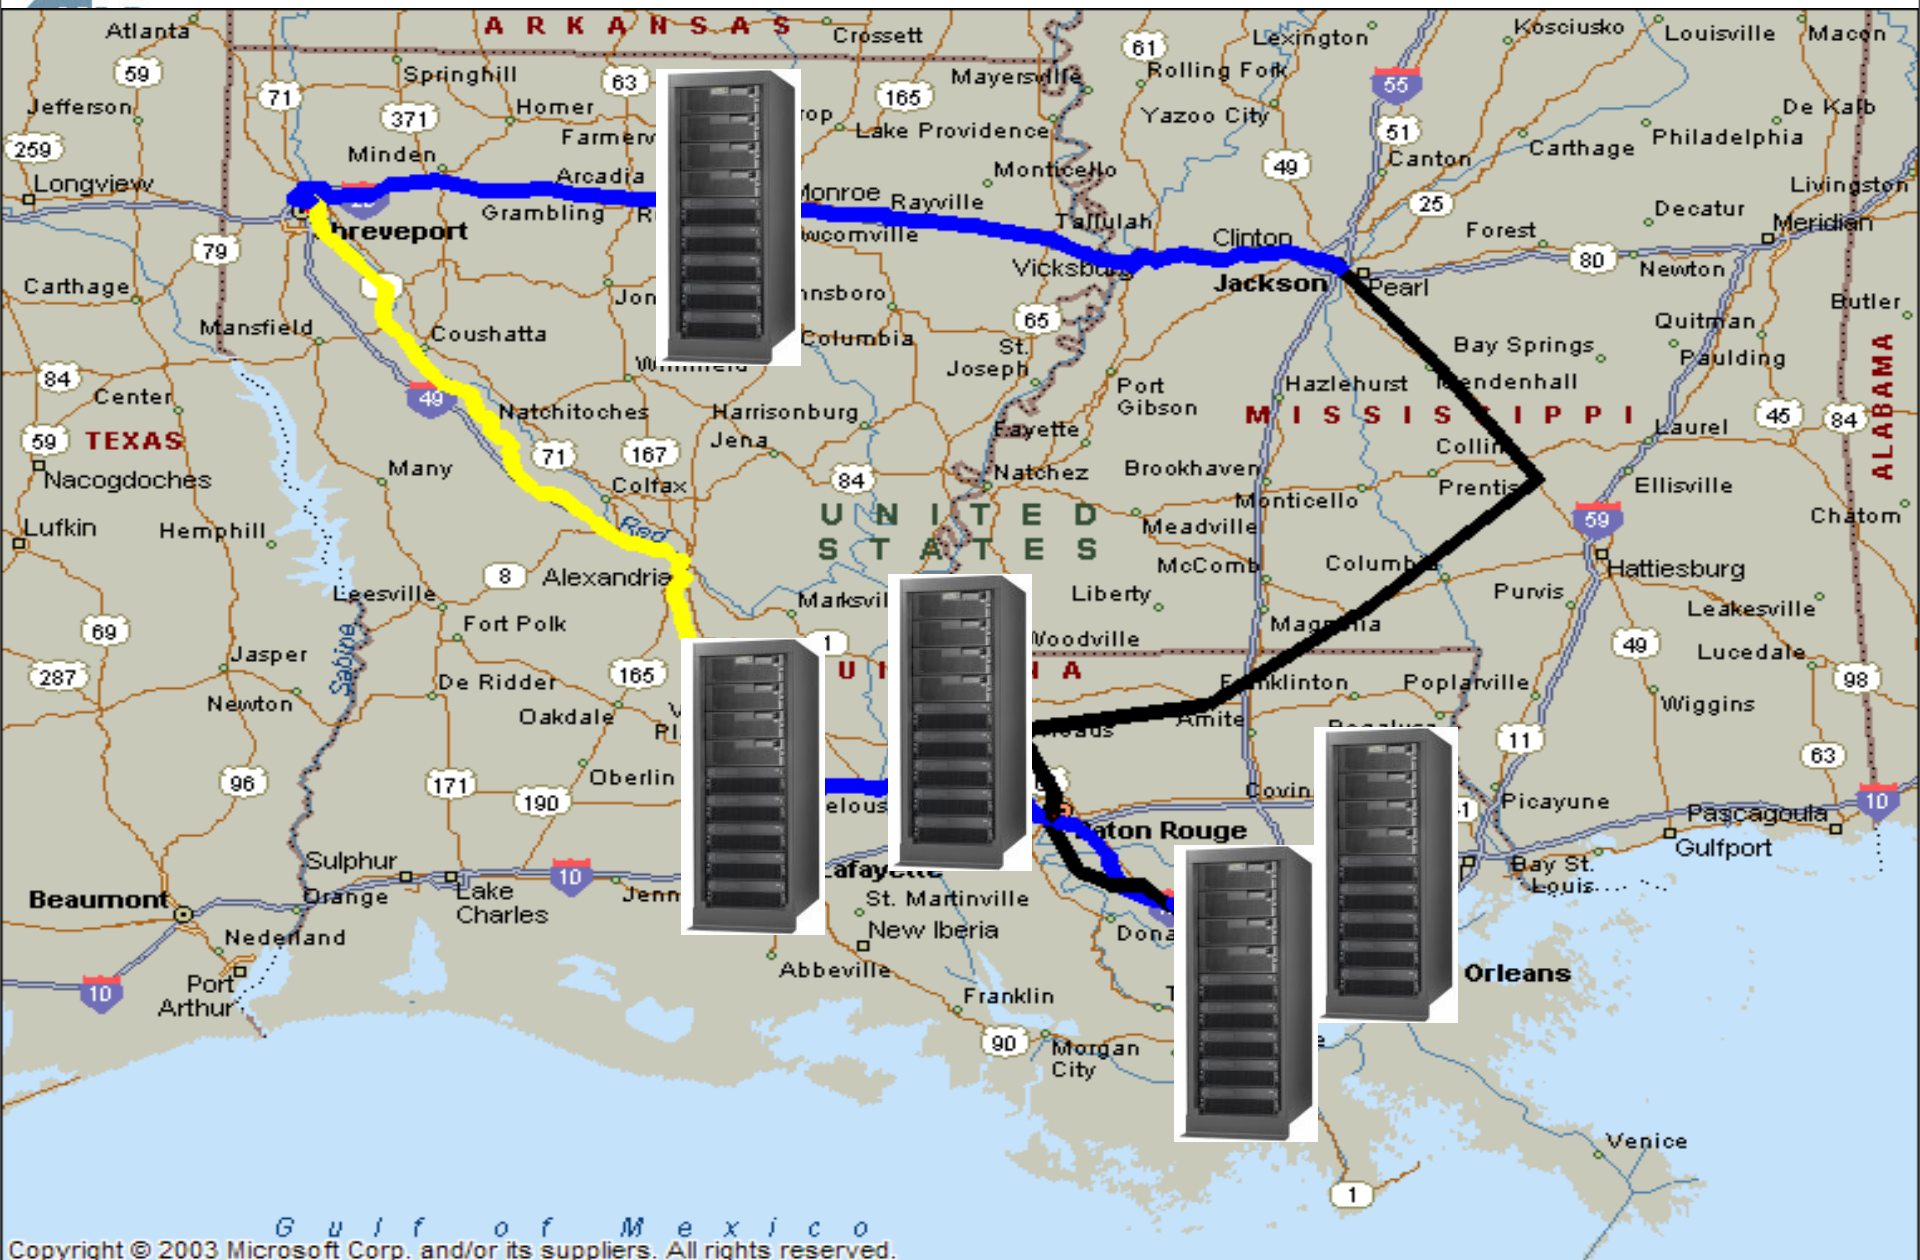 ARKANSAS
Atlanta
Crossett
Lexington
Kosciusko
Louisville
Macon
61
59
Springhill
63
Mayersville
Rolling Fork
55
71
165
Jefferson
371
Homer
Yazoo City
De Kalb
Lake Providence
51
Philadelphia
259
Minden
Canton
Carthage
Monticello
49
Longview
Arcadia
Monroe
Rayville
Livingston
Grambling
25
Decatur
Tallulah
Meridian
Clinton
Forest
79
80
Newton
Vicksburg
Jackson
Pearl
Carthage
Butler
65
Mansfield
Coushatta
Columbia
Quitman
St.
Joseph
Bay Springs
Paulding
84
Center
49
Port
Gibson
Hazlehurst
Mendenhall
Natchitoches
Harrisonburg
MISSISSIPPI
45
84
ALABAMA
59
TEXAS
Jena
Fayette
Laurel
71
167
Many
Natchez
Brookhaven
Nacogdoches
84
Colfax
Monticello
Ellisville
UNITED
STATES
59
Chatom
Lufkin
Hemphill
Red
Meadville
8
Alexandria
McComb
Hattiesburg
Leesville
Liberty
Purvis
Leakesville
69
Fort Polk
1
Woodville
Magnolia
49
Jasper
Lucedale
287
De Ridder
165
Franklinton
Poplarville
98
Sabine
Newton
Oakdale
Amite
Wiggins
11
Oberlin
63
96
171
190
Picayune
10
Pascagoula
Baton Rouge
Gulfport
Sulphur
10
Lafayette
Bay St.
Louis
Beaumont
Orange
Lake
Charles
St. Martinville
New Iberia
Nederland
Abbeville
Orleans
10
Port
Arthur
Franklin
90
Morgan
City
Venice
1
Gulf of Mexico
Copyright © 2003 Microsoft Corp. and/or its suppliers. All rights reserved.